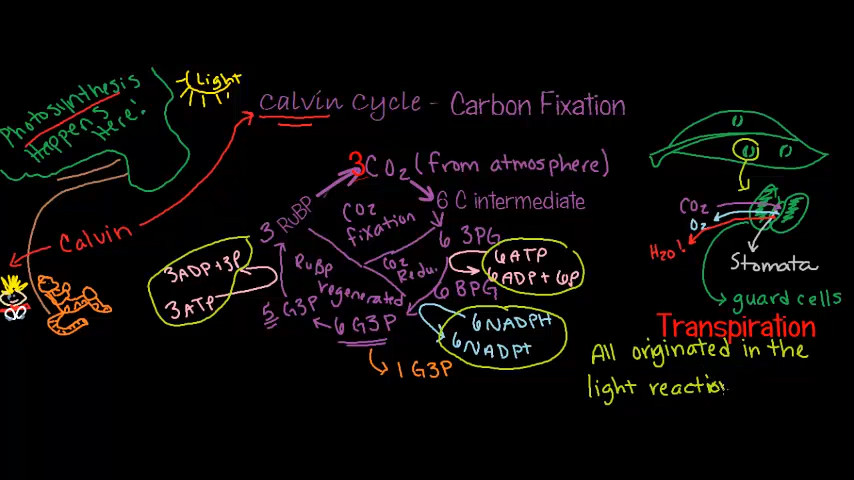 Photosynthesis
Happens
Here!
Light
Calvin Cycle - Carbon Fixation
Calvin
3CO2 (from atmosphere)
6 C intermediate
3 RuBP
CO2
fixation
6 3PG
6ATP
6ADP + 6P
CO2
Redu.
6 BPG
6NADPH
6NADP+
RuBP
regenerated
3ADP+3P
3ATP
5 G3P
6 G3P
1 G3P
CO2
O2
H2O!
Stomata
guard cells
Transpiration
All originated in the
light reaction